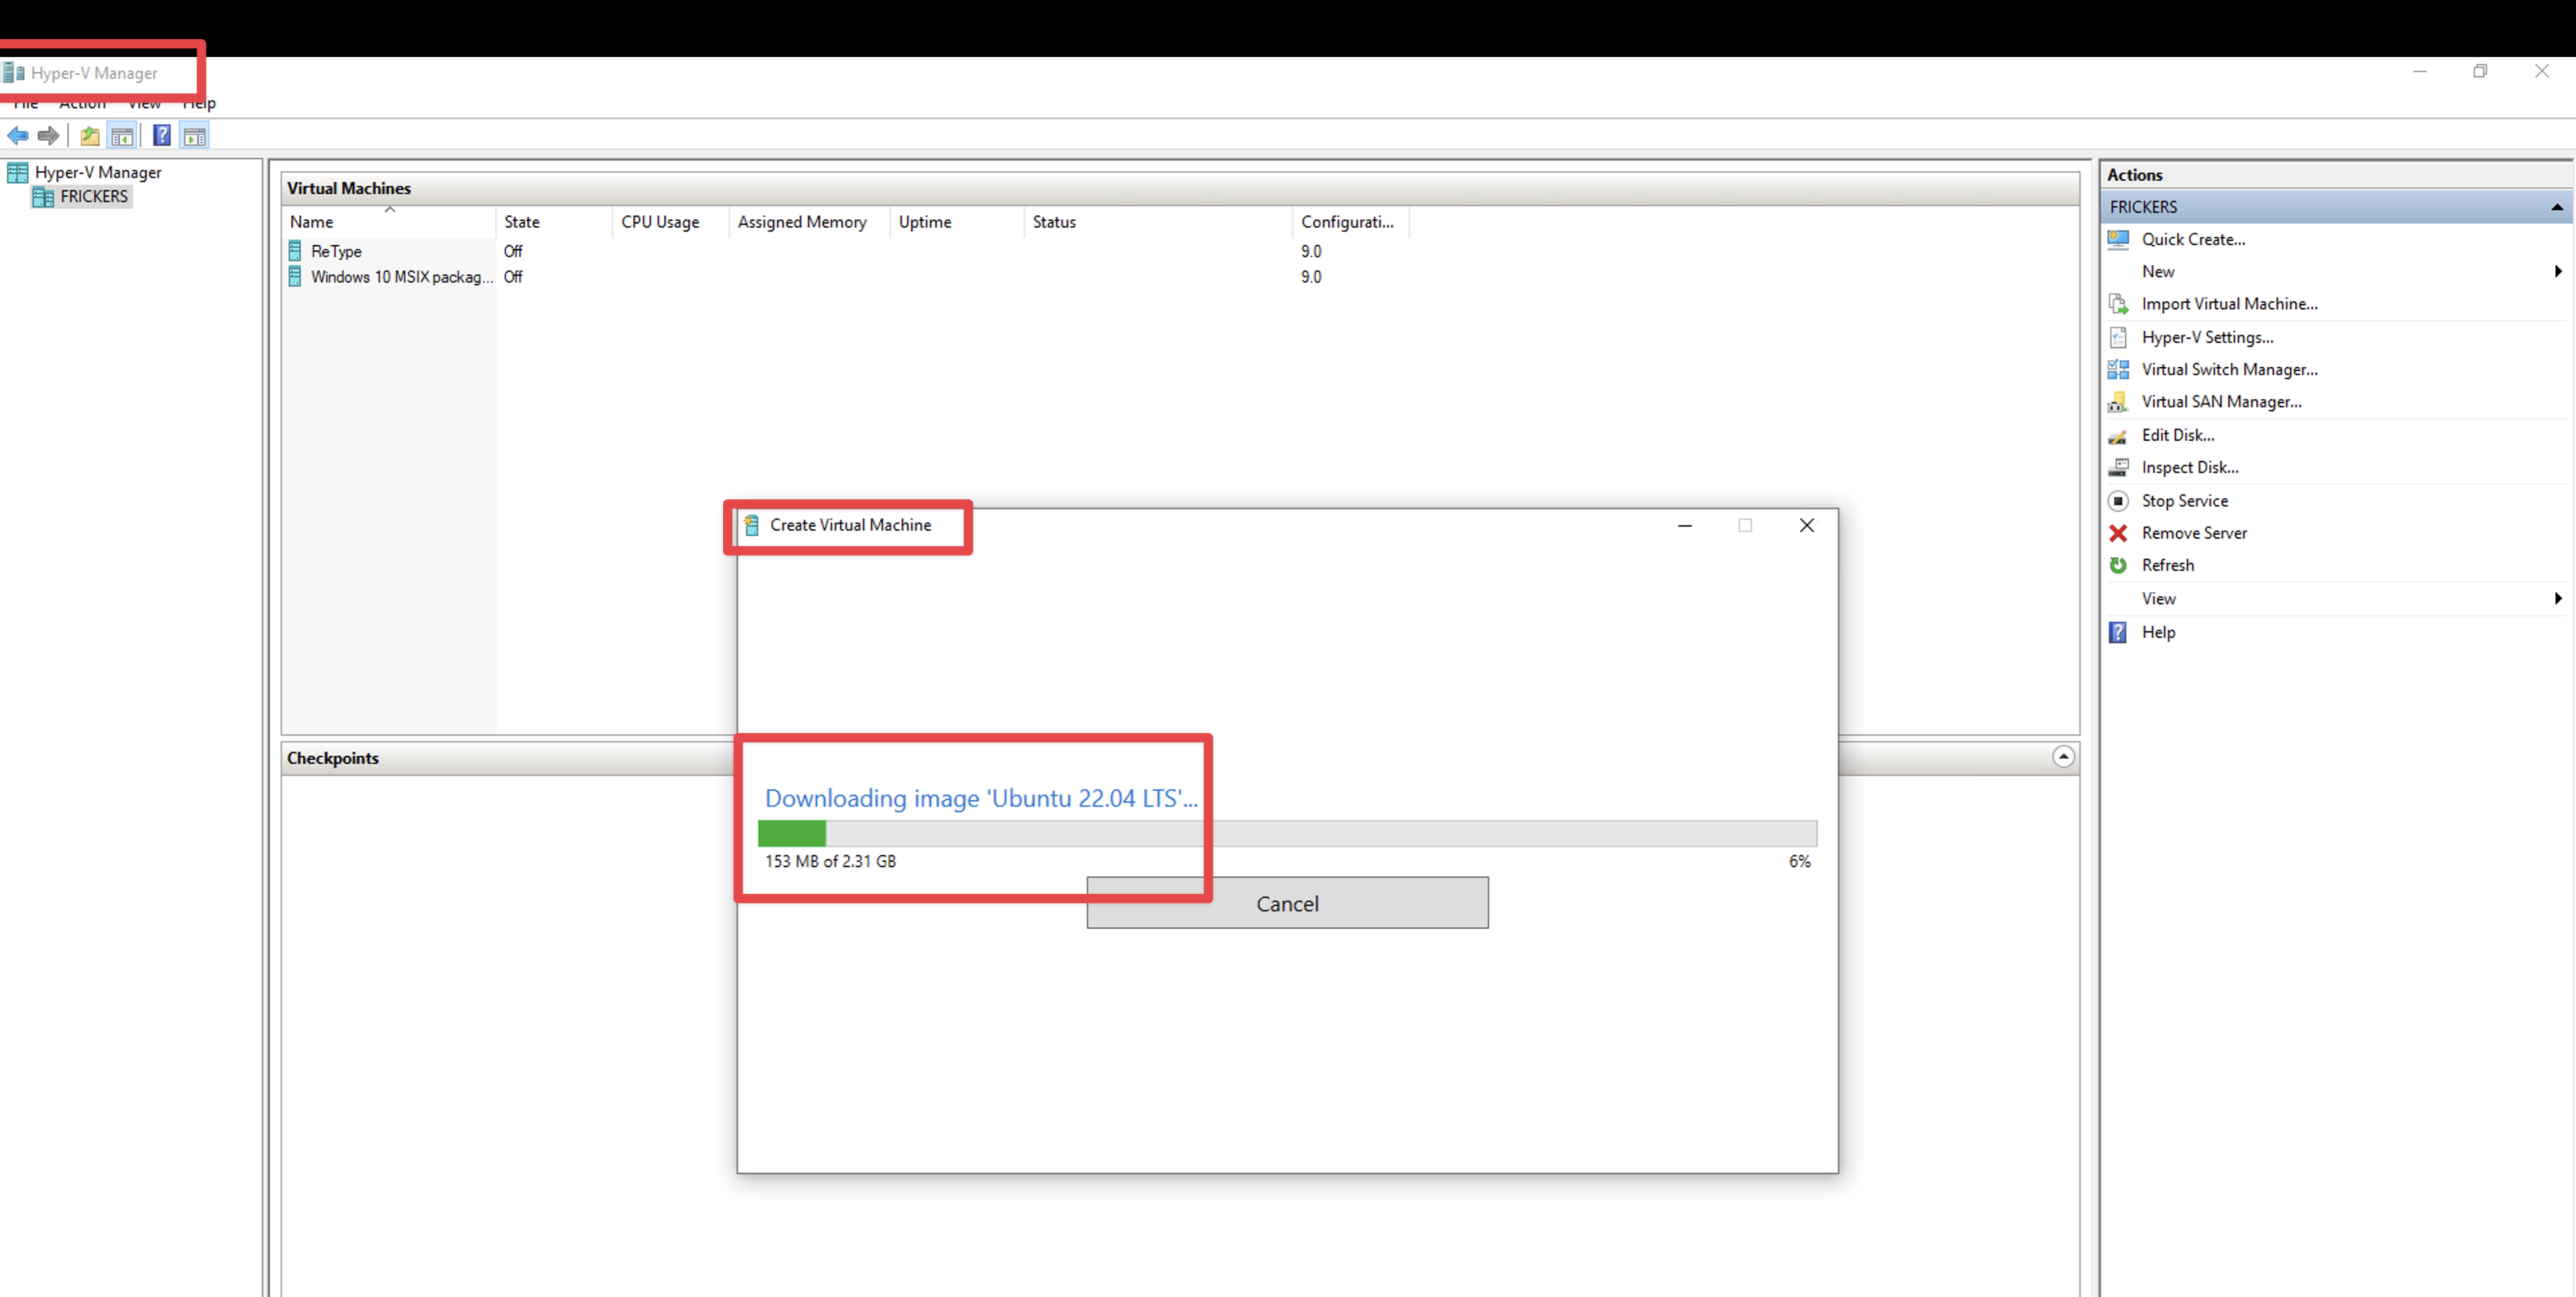 Hyper-V Manager
File Action View Help
Hyper-V Manager
FRICKERS
Virtual Machines
Name State CPU Usage Assigned Memory Uptime Status Configurati...
ReType Off 9.0
Windows 10 MSIX packag... Off 9.0
Create Virtual Machine
Downloading image 'Ubuntu 22.04 LTS'...
153 MB of 2.31 GB 6%
Cancel
Checkpoints
Actions
FRICKERS
Quick Create...
New
Import Virtual Machine...
Hyper-V Settings...
Virtual Switch Manager...
Virtual SAN Manager...
Edit Disk...
Inspect Disk...
Stop Service
Remove Server
Refresh
View
Help